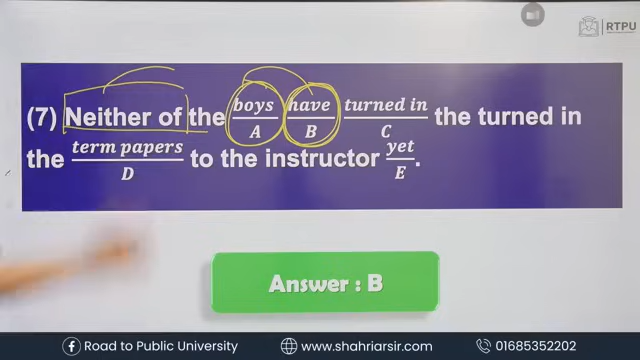 RTPU
(7) Neither of the boys have turned in the turned in
A B C
the term papers to the instructor yet.
D E
Answer : B
Road to Public University www.shahriarsir.com 01685352202